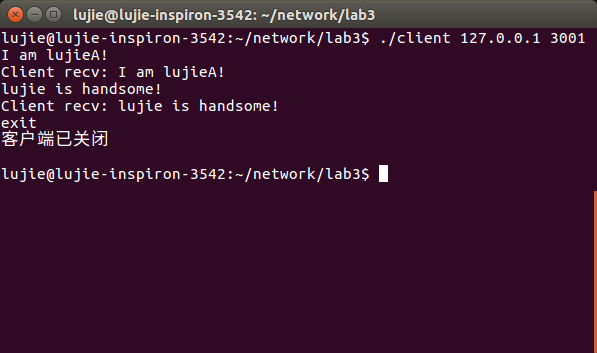 lujie@lujie-inspiron-3542: ~/network/lab3
lujie@lujie-inspiron-3542:~/network/lab3$ ./client 127.0.0.1 3001
I am lujieA!
Client recv: I am lujieA!
lujie is handsome!
Client recv: lujie is handsome!
exit
客户端已关闭
lujie@lujie-inspiron-3542:~/network/lab3$